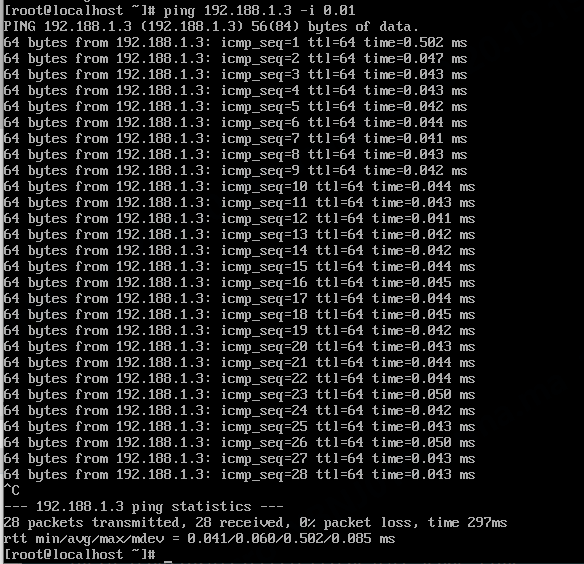 [root@localhost ~]# ping 192.188.1.3 -i 0.01
PING 192.188.1.3 (192.188.1.3) 56(84) bytes of data.
64 bytes from 192.188.1.3: icmp_seq=1 ttl=64 time=0.502 ms
64 bytes from 192.188.1.3: icmp_seq=2 ttl=64 time=0.047 ms
64 bytes from 192.188.1.3: icmp_seq=3 ttl=64 time=0.043 ms
64 bytes from 192.188.1.3: icmp_seq=4 ttl=64 time=0.043 ms
64 bytes from 192.188.1.3: icmp_seq=5 ttl=64 time=0.042 ms
64 bytes from 192.188.1.3: icmp_seq=6 ttl=64 time=0.044 ms
64 bytes from 192.188.1.3: icmp_seq=7 ttl=64 time=0.041 ms
64 bytes from 192.188.1.3: icmp_seq=8 ttl=64 time=0.043 ms
64 bytes from 192.188.1.3: icmp_seq=9 ttl=64 time=0.042 ms
64 bytes from 192.188.1.3: icmp_seq=10 ttl=64 time=0.044 ms
64 bytes from 192.188.1.3: icmp_seq=11 ttl=64 time=0.043 ms
64 bytes from 192.188.1.3: icmp_seq=12 ttl=64 time=0.041 ms
64 bytes from 192.188.1.3: icmp_seq=13 ttl=64 time=0.042 ms
64 bytes from 192.188.1.3: icmp_seq=14 ttl=64 time=0.042 ms
64 bytes from 192.188.1.3: icmp_seq=15 ttl=64 time=0.044 ms
64 bytes from 192.188.1.3: icmp_seq=16 ttl=64 time=0.045 ms
64 bytes from 192.188.1.3: icmp_seq=17 ttl=64 time=0.044 ms
64 bytes from 192.188.1.3: icmp_seq=18 ttl=64 time=0.045 ms
64 bytes from 192.188.1.3: icmp_seq=19 ttl=64 time=0.042 ms
64 bytes from 192.188.1.3: icmp_seq=20 ttl=64 time=0.043 ms
64 bytes from 192.188.1.3: icmp_seq=21 ttl=64 time=0.044 ms
64 bytes from 192.188.1.3: icmp_seq=22 ttl=64 time=0.044 ms
64 bytes from 192.188.1.3: icmp_seq=23 ttl=64 time=0.050 ms
64 bytes from 192.188.1.3: icmp_seq=24 ttl=64 time=0.042 ms
64 bytes from 192.188.1.3: icmp_seq=25 ttl=64 time=0.043 ms
64 bytes from 192.188.1.3: icmp_seq=26 ttl=64 time=0.050 ms
64 bytes from 192.188.1.3: icmp_seq=27 ttl=64 time=0.043 ms
64 bytes from 192.188.1.3: icmp_seq=28 ttl=64 time=0.043 ms
^C
--- 192.188.1.3 ping statistics ---
28 packets transmitted, 28 received, 0% packet loss, time 297ms
rtt min/avg/max/mdev = 0.041/0.060/0.502/0.085 ms
[root@localhost ~]# _